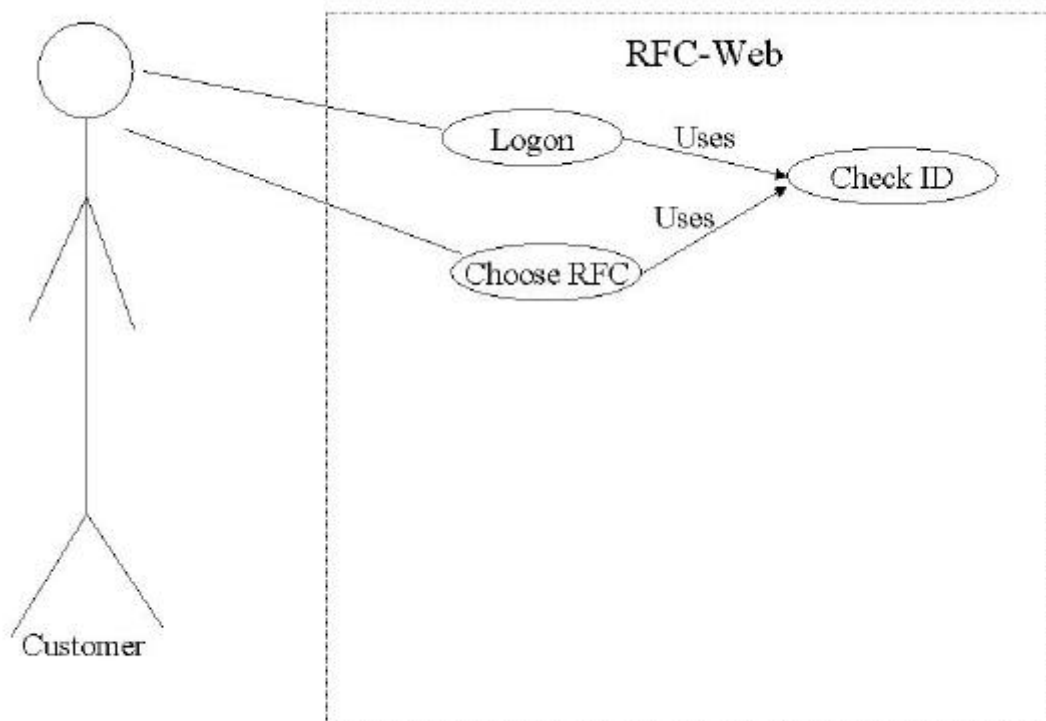 RFC-Web
Logon
Uses
Check ID
Uses
Choose RFC
Customer